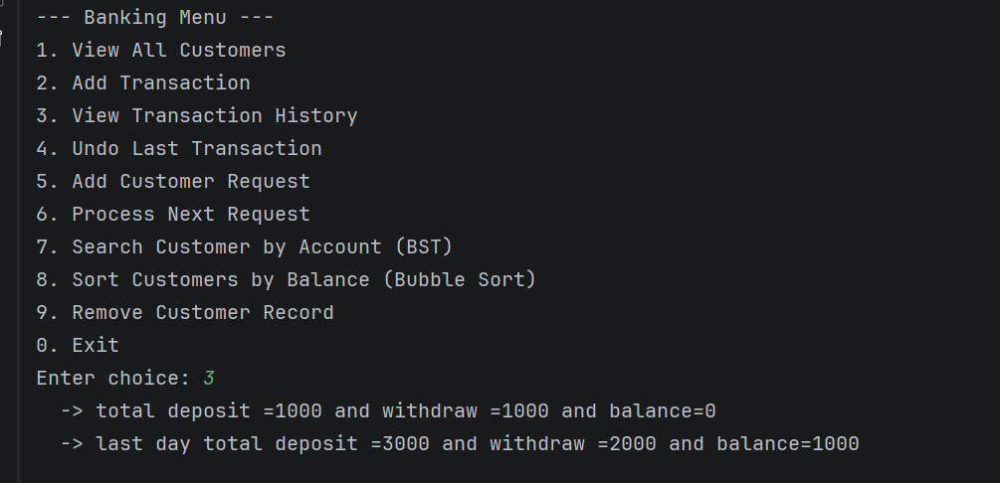 --- Banking Menu ---
1. View All Customers
2. Add Transaction
3. View Transaction History
4. Undo Last Transaction
5. Add Customer Request
6. Process Next Request
7. Search Customer by Account (BST)
8. Sort Customers by Balance (Bubble Sort)
9. Remove Customer Record
0. Exit
Enter choice: 3
-> total deposit =1000 and withdraw =1000 and balance=0
-> last day total deposit =3000 and withdraw =2000 and balance=1000